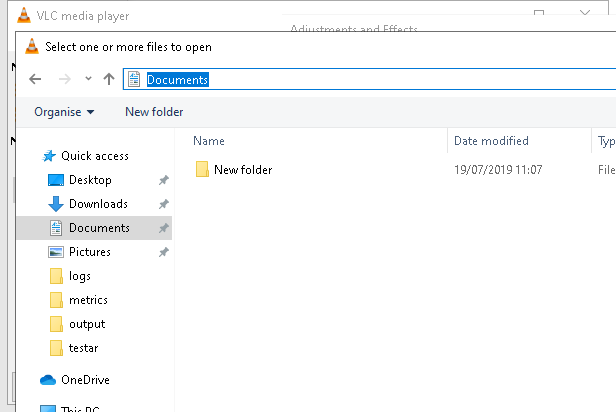 VLC media player
Adjustments and Effects
Select one or more files to open
Documents
Organise
New folder
Name
Date modified
Typ
Quick access
New folder
19/07/2019 11:07
File
Desktop
Downloads
Documents
Pictures
logs
metrics
output
testar
OneDrive
This PC